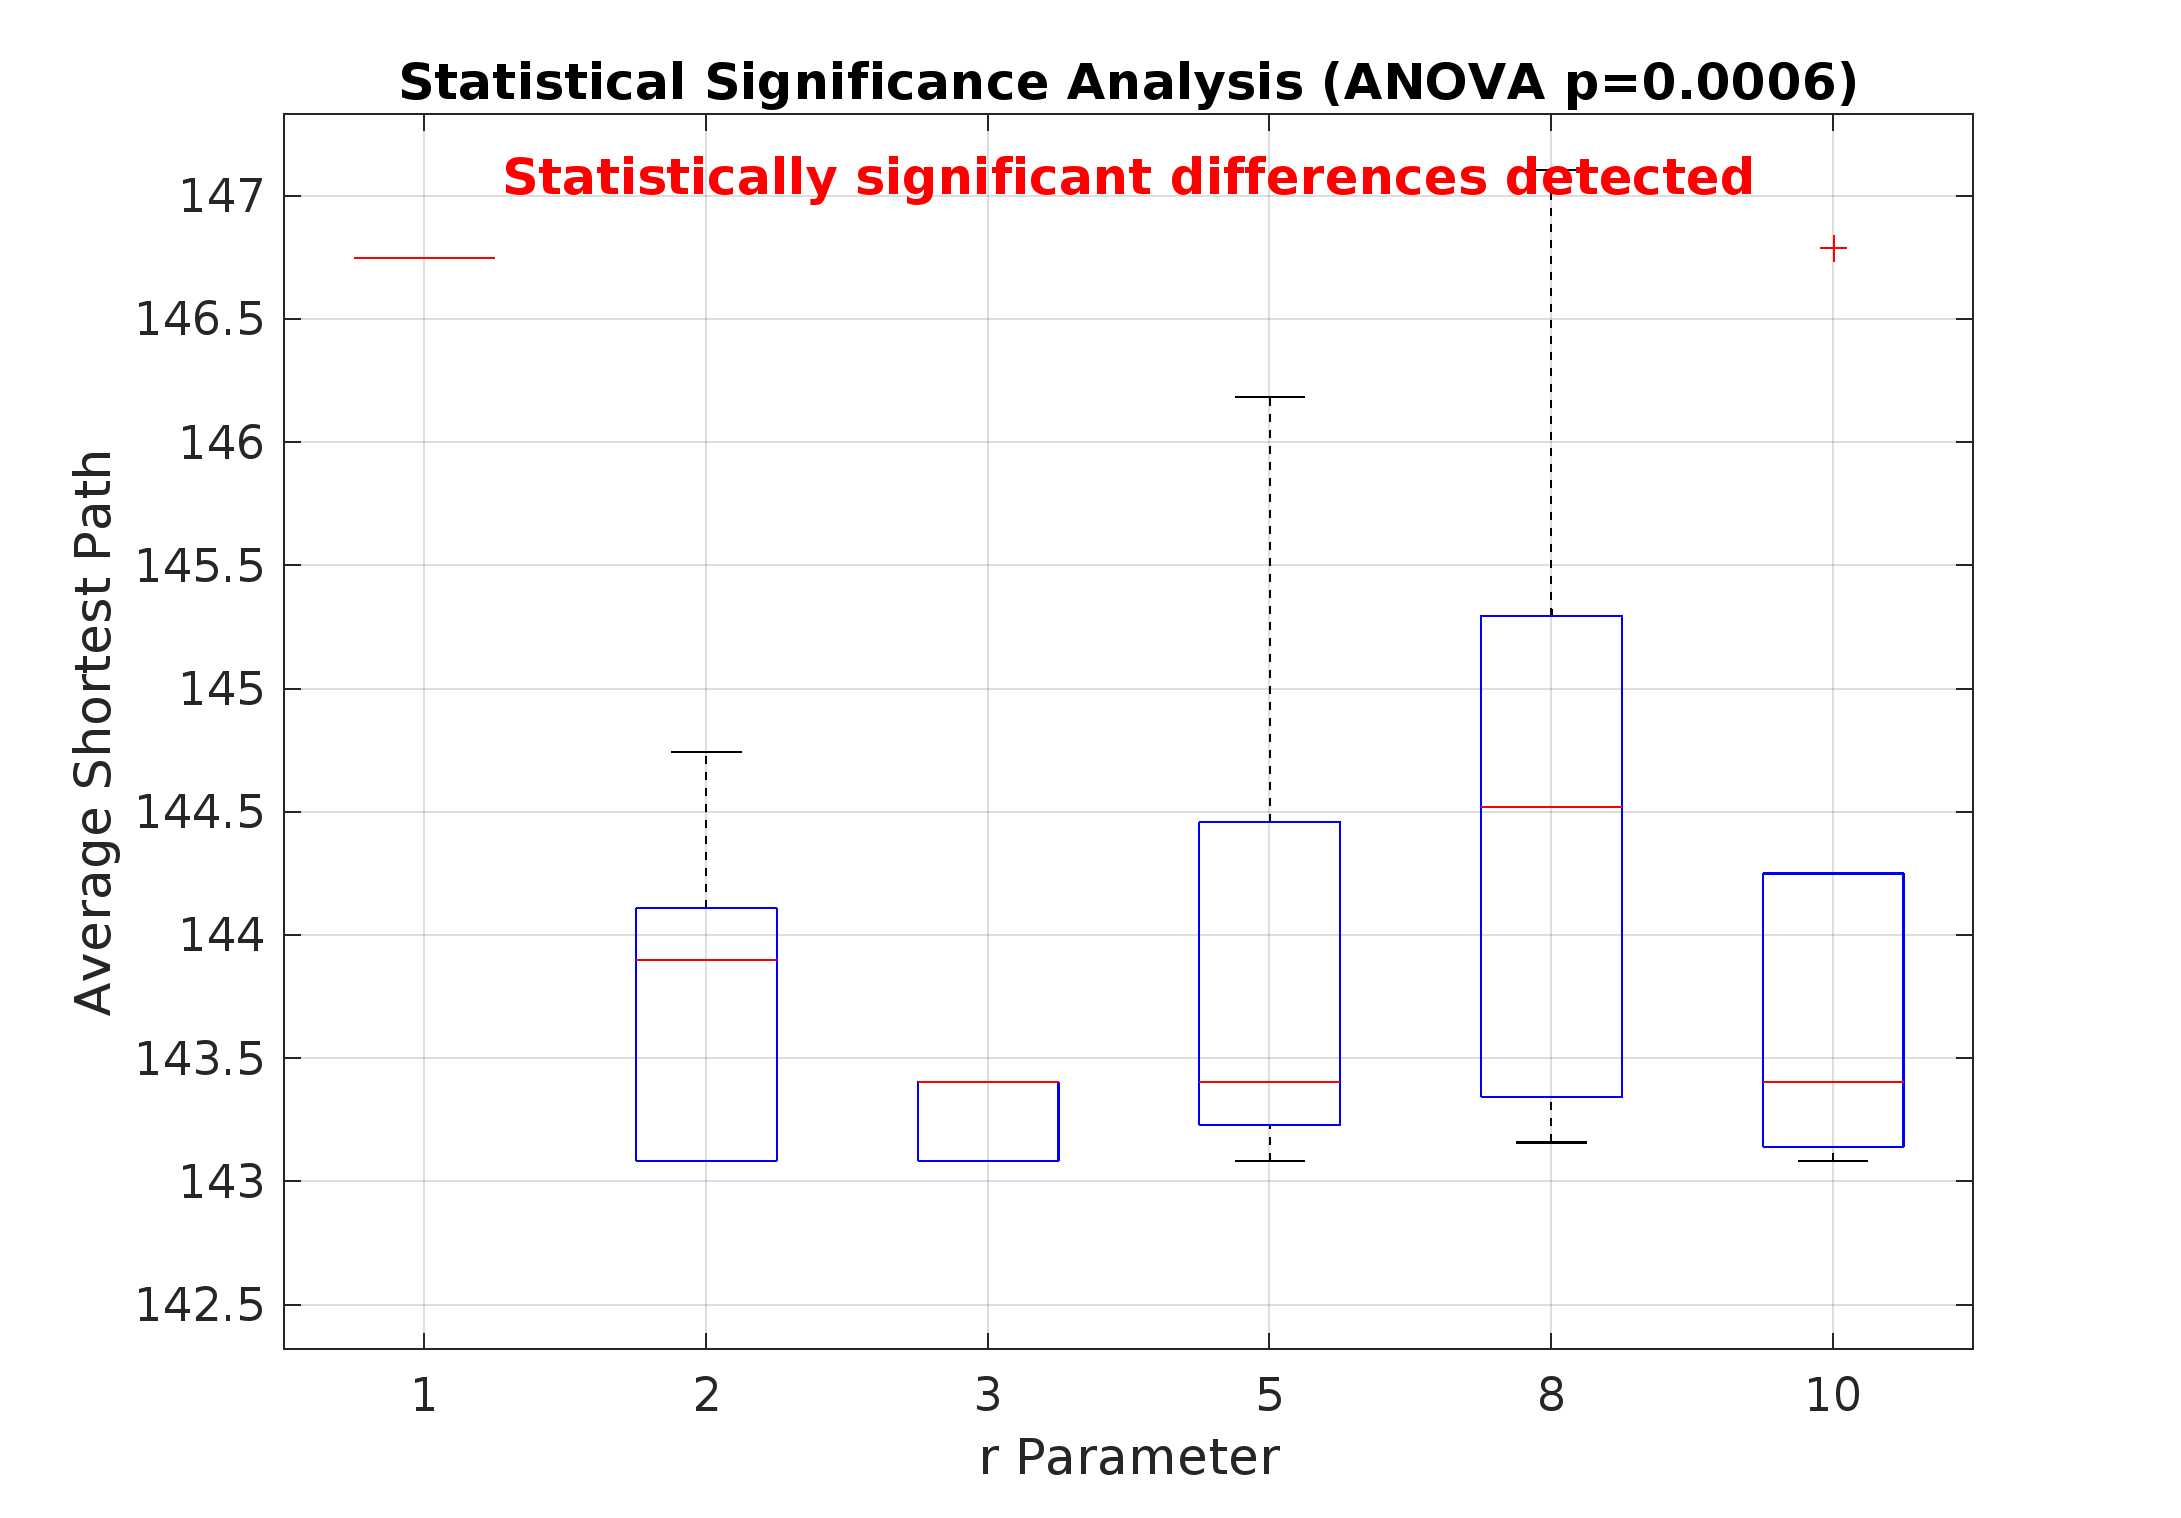 Statistical Significance Analysis (ANOVA p=0.0006)
Statistically significant differences detected
147
146.5
146
145.5
145
144.5
144
143.5
143
142.5
Average Shortest Path
1 2 3 5 8 10
r Parameter